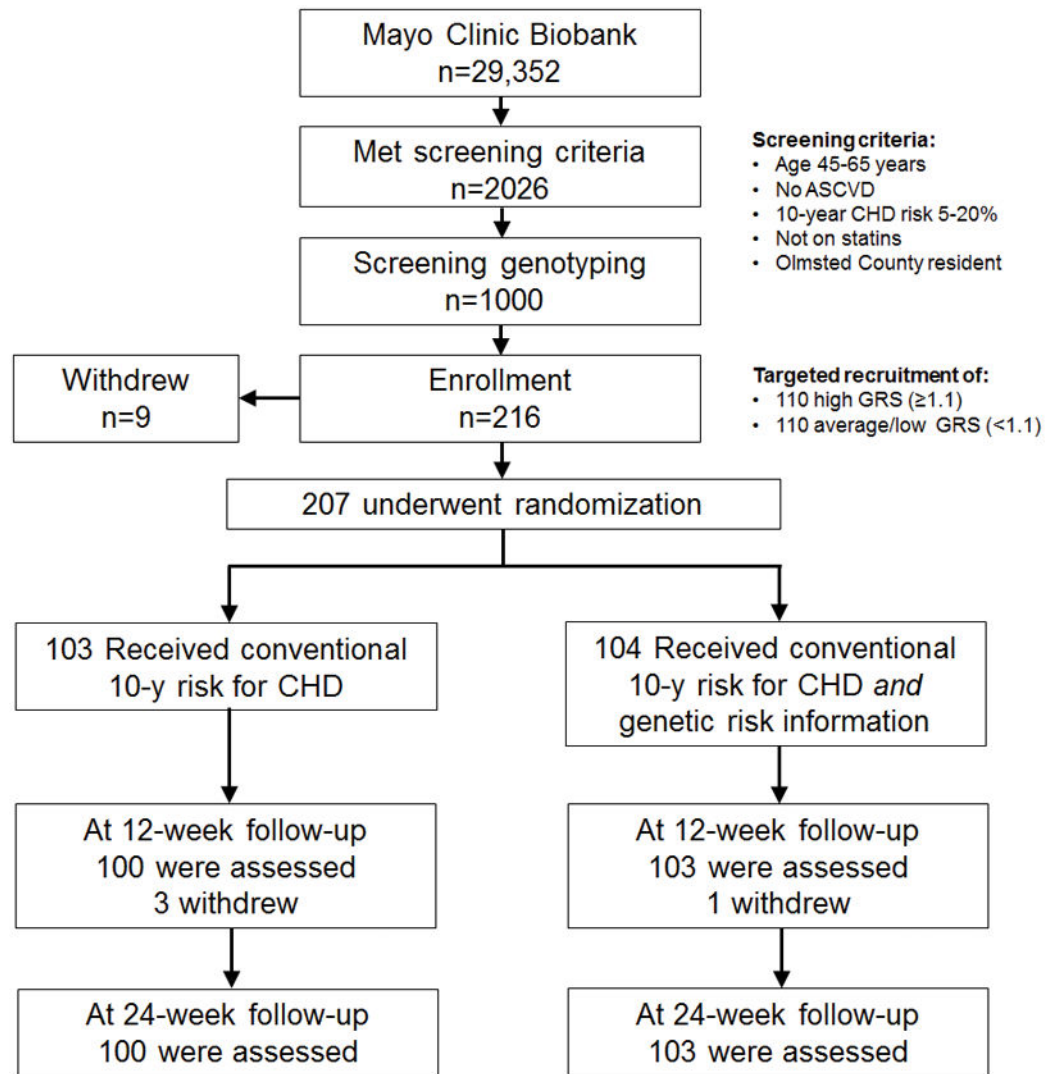 Mayo Clinic Biobank
n=29,352
Met screening criteria
n=2026
Screening criteria:
• Age 45-65 years
• No ASCVD
• 10-year CHD risk 5-20%
• Not on statins
• Olmsted County resident
Screening genotyping
n=1000
Withdrew
n=9
Enrollment
n=216
Targeted recruitment of:
• 110 high GRS (≥1.1)
• 110 average/low GRS (<1.1)
207 underwent randomization
103 Received conventional
10-y risk for CHD
104 Received conventional
10-y risk for CHD and
genetic risk information
At 12-week follow-up
100 were assessed
3 withdrew
At 12-week follow-up
103 were assessed
1 withdrew
At 24-week follow-up
100 were assessed
At 24-week follow-up
103 were assessed